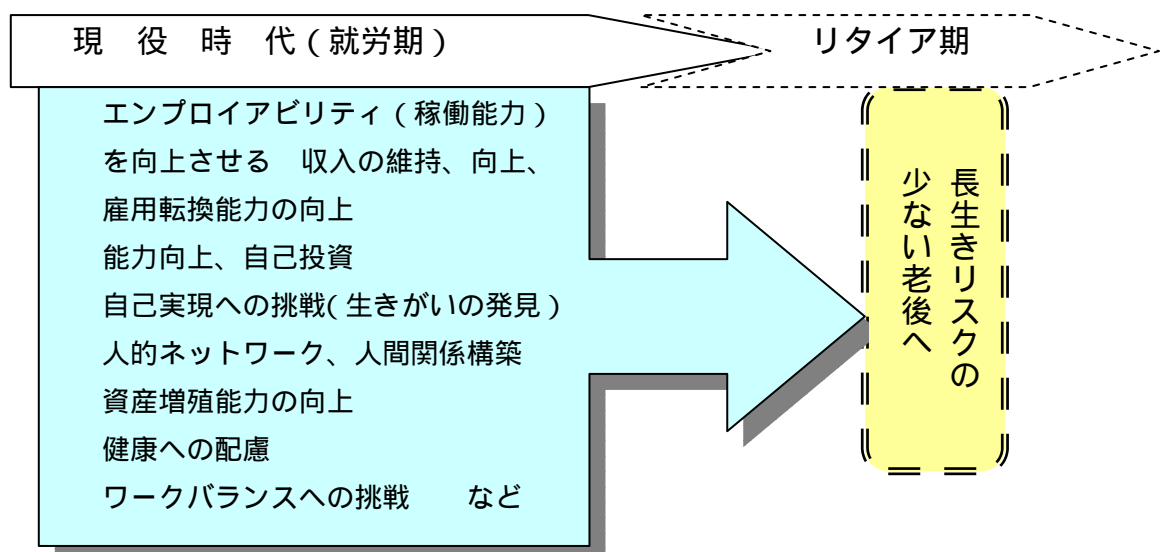 現　役　時　代（就労期）
リタイア期
エンプロイアビリティ（稼働能力）
を向上させる　収入の維持、向上、
雇用転換能力の向上
能力向上、自己投資
自己実現への挑戦（生きがいの発見）
人的ネットワーク、人間関係構築
資産増殖能力の向上
健康への配慮
ワークバランスへの挑戦　　など
長生きリスクの
少ない老後へ